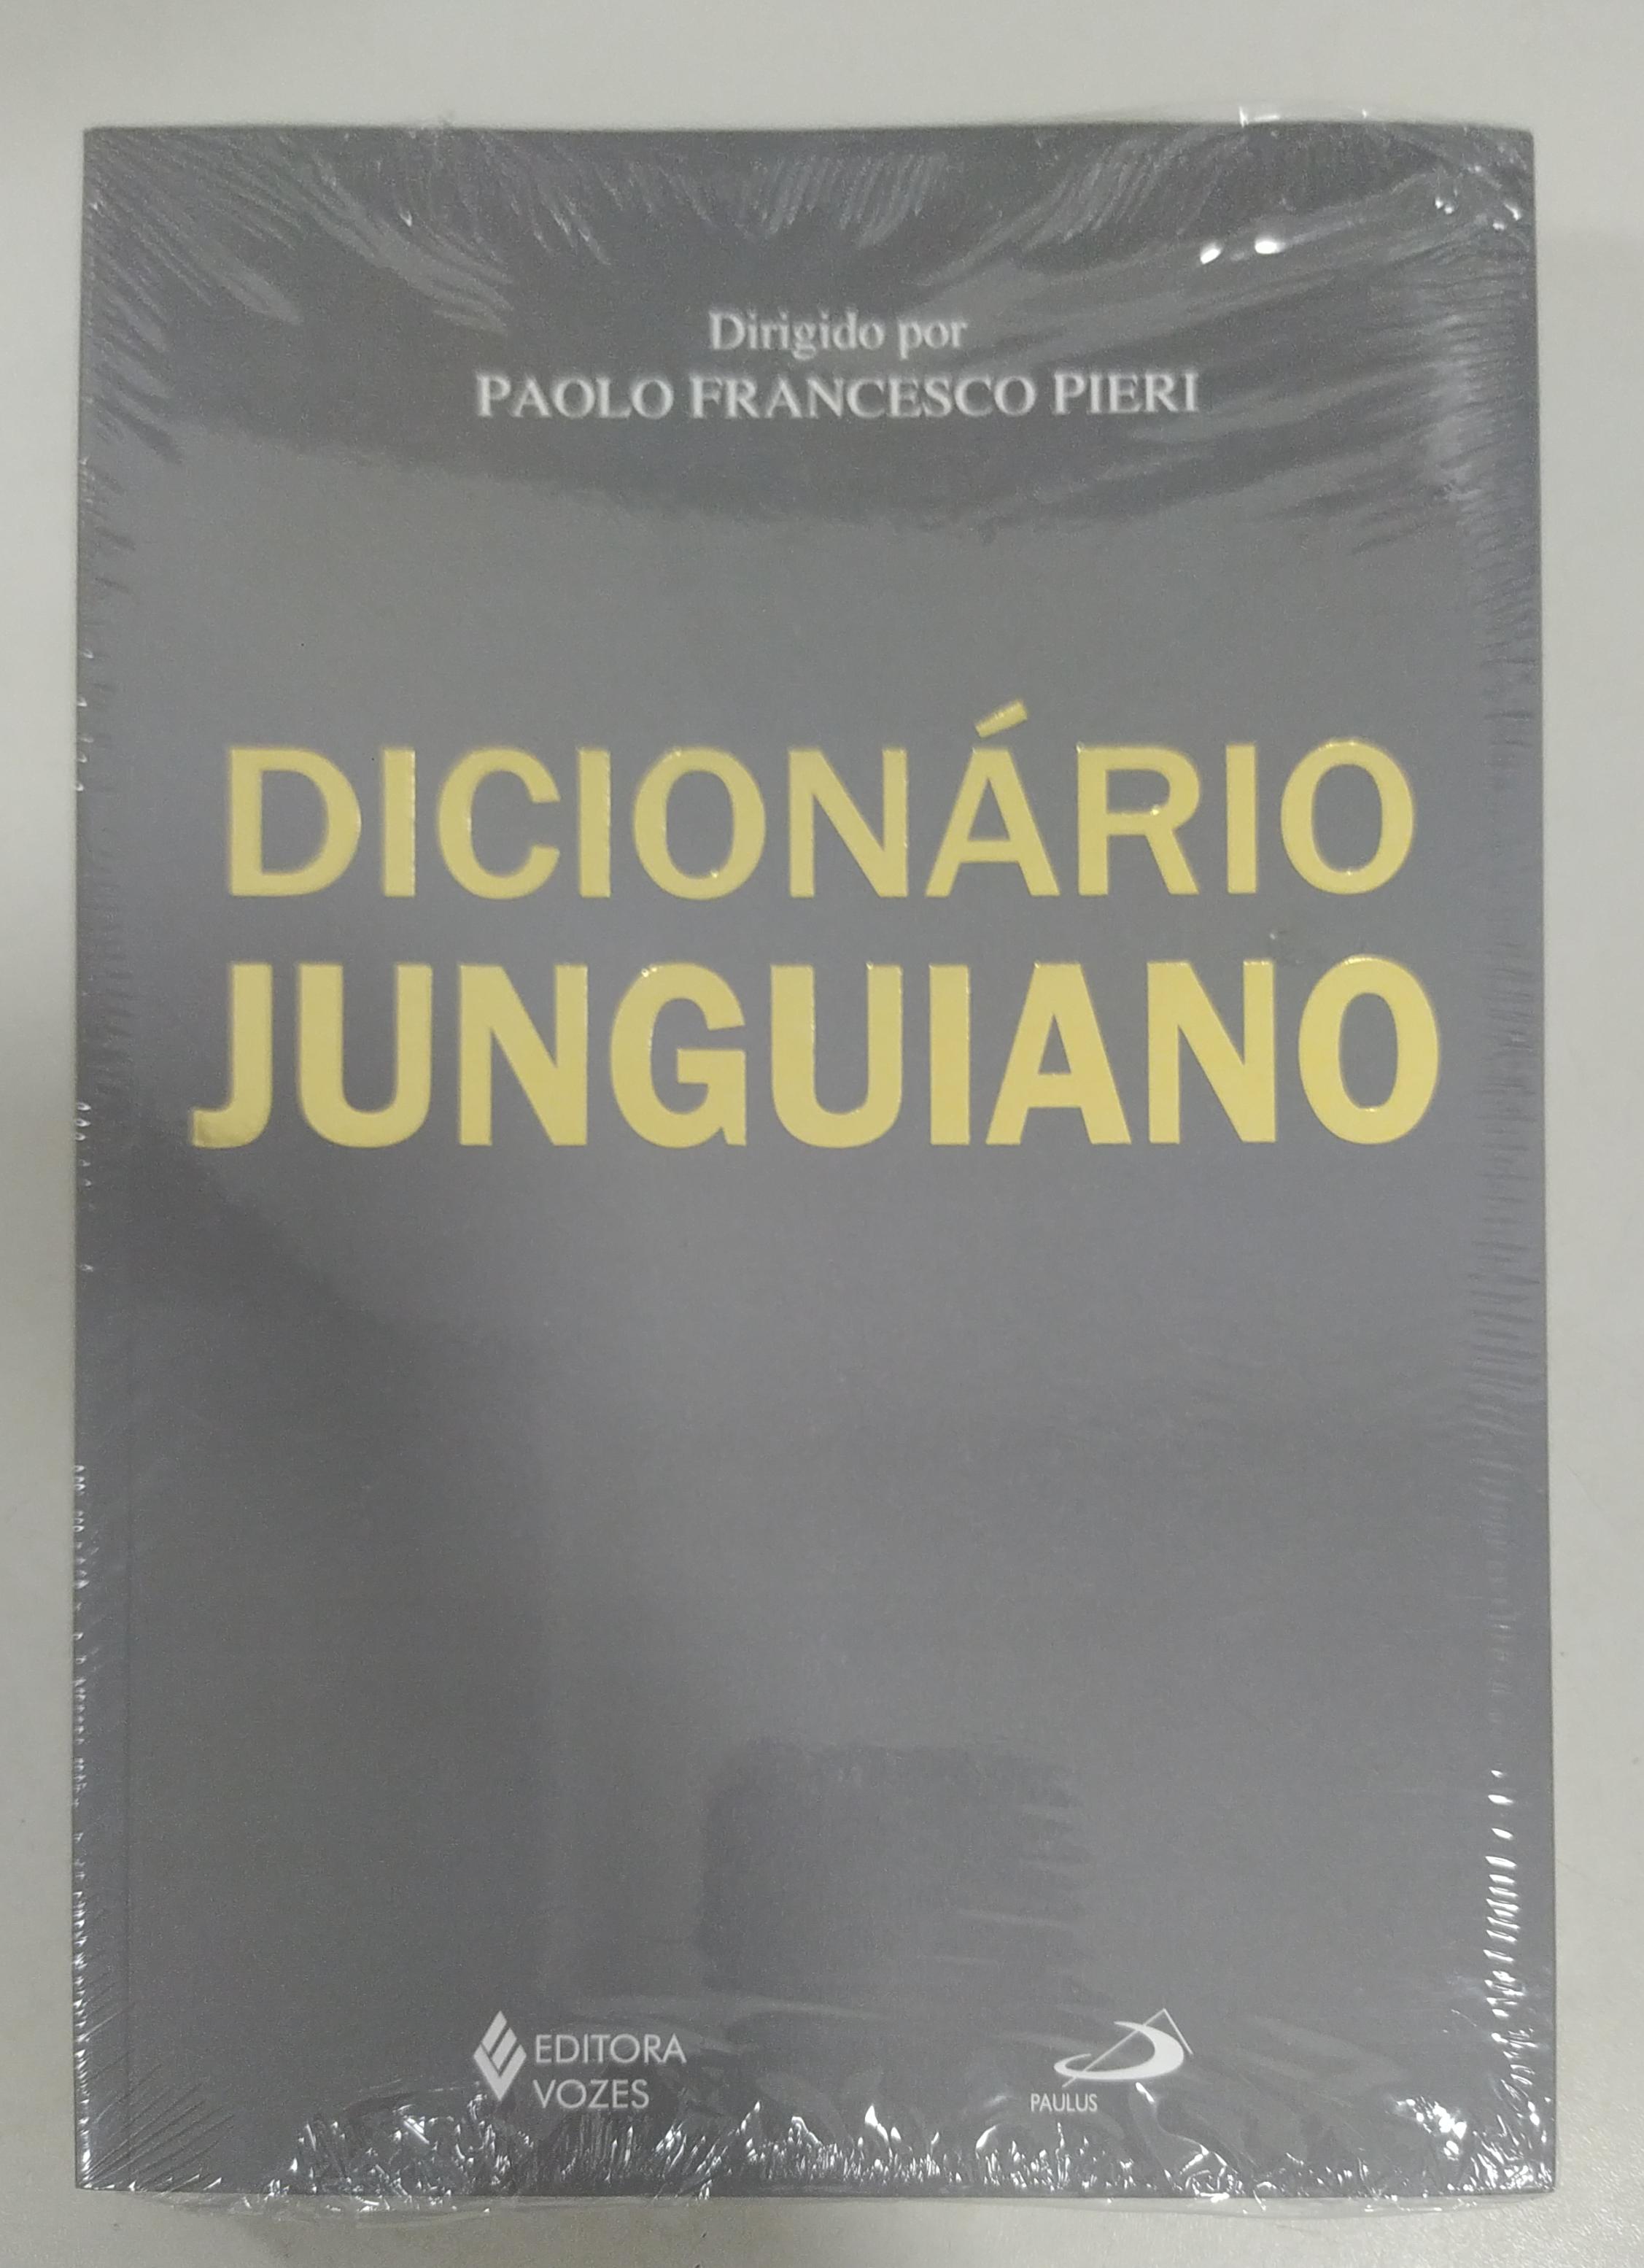 Dirigido por
PAOLO FRANCESCO PIERI
DICIONÁRIO
JUNGUIANO
EDITORA
VOZES
PAULUS